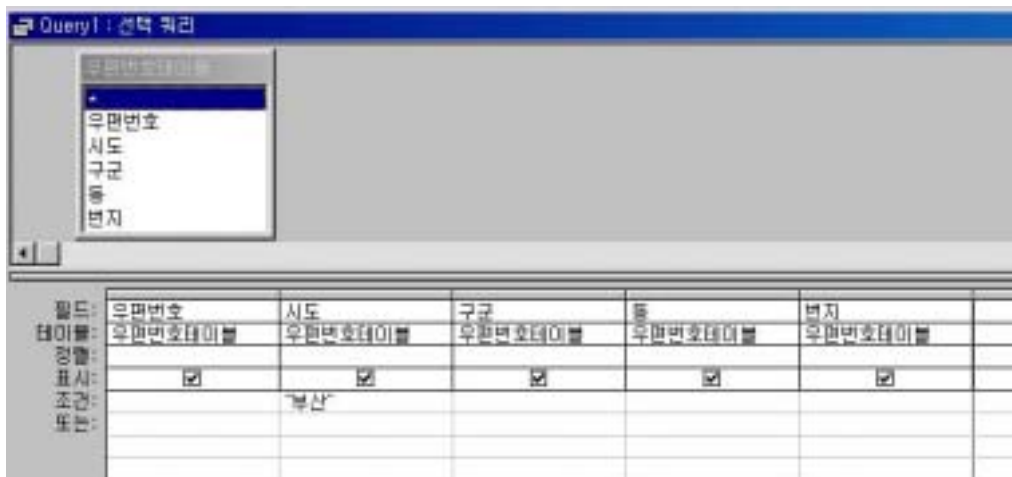 Query1 : 선택 쿼리
우편번호테이블
*
우편번호
시도
구군
동
번지
필드: 우편번호 시도 구군 동 번지
테이블: 우편번호테이블 우편번호테이블 우편번호테이블 우편번호테이블 우편번호테이블
정렬:
표시:
조건: "부산"
또는: